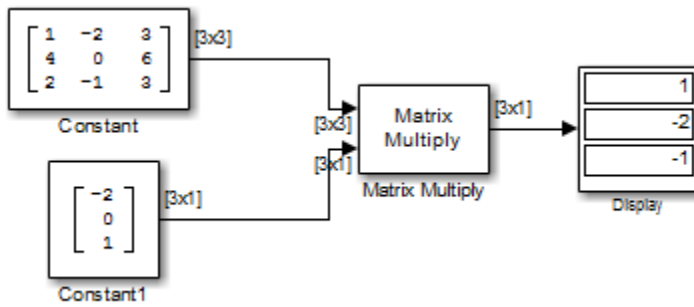 1 -2 3
4 0 6
2 -1 3
[3x3]
Constant
[3x3]
[3x1]
Matrix
Multiply
Matrix Multiply
[3x1]
1
-2
-1
Display
-2
0
1
[3x1]
Constant1